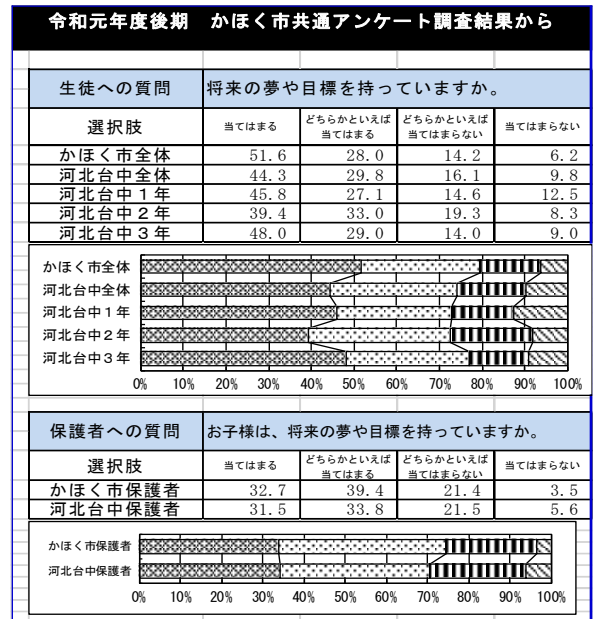 令和元年度後期　かほく市共通アンケート調査結果から
生徒への質問　将来の夢や目標を持っていますか。
選択肢　当てはまる　どちらかといえば当てはまる　どちらかといえば当てはまらない　当てはまらない
かほく市全体　51.6　28.0　14.2　6.2
河北台中全体　44.3　29.8　16.1　9.8
河北台中１年　45.8　27.1　14.6　12.5
河北台中２年　39.4　33.0　19.3　8.3
河北台中３年　48.0　29.0　14.0　9.0
かほく市全体
河北台中全体
河北台中１年
河北台中２年
河北台中３年
0%　10%　20%　30%　40%　50%　60%　70%　80%　90%　100%
保護者への質問　お子様は、将来の夢や目標を持っていますか。
選択肢　当てはまる　どちらかといえば当てはまる　どちらかといえば当てはまらない　当てはまらない
かほく市保護者　32.7　39.4　21.4　3.5
河北台中保護者　31.5　33.8　21.5　5.6
かほく市保護者
河北台中保護者
0%　10%　20%　30%　40%　50%　60%　70%　80%　90%　100%